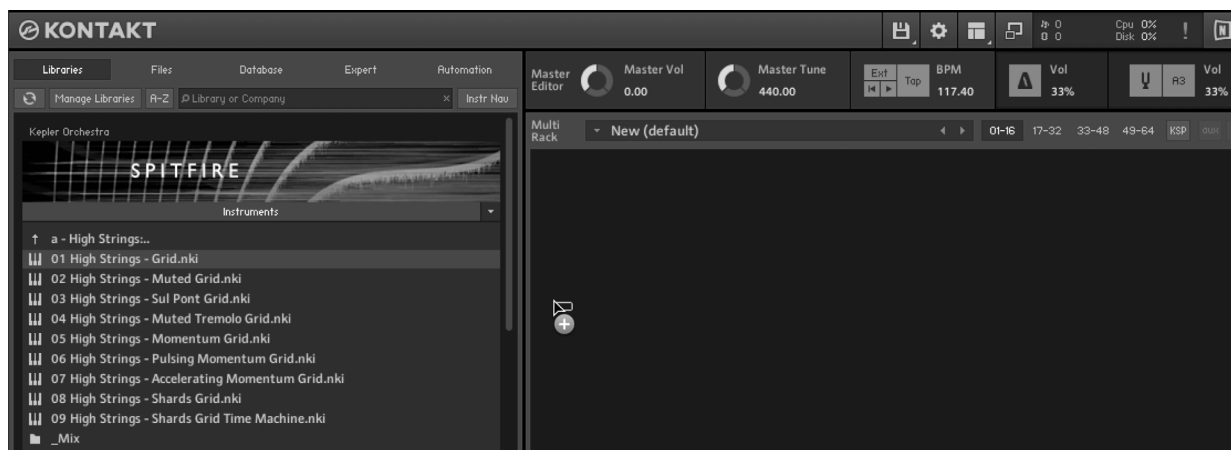 KONTAKT
0
0
Cpu 0%
Disk 0%
!
N
Libraries Files Database Expert Automation
Manage Libraries A-Z Library or Company × Instr Nav
Master
Editor
Master Vol
0.00
Master Tune
440.00
Ext
Tap
BPM
117.40
Vol
33%
A3
Vol
33%
Kepler Orchestra
SPITFIRE
Instruments
Multi
Rack
New (default)
01-16 17-32 33-48 49-64 KSP aux
a - High Strings:..
01 High Strings - Grid.nki
02 High Strings - Muted Grid.nki
03 High Strings - Sul Pont Grid.nki
04 High Strings - Muted Tremolo Grid.nki
05 High Strings - Momentum Grid.nki
06 High Strings - Pulsing Momentum Grid.nki
07 High Strings - Accelerating Momentum Grid.nki
08 High Strings - Shards Grid.nki
09 High Strings - Shards Grid Time Machine.nki
_Mix